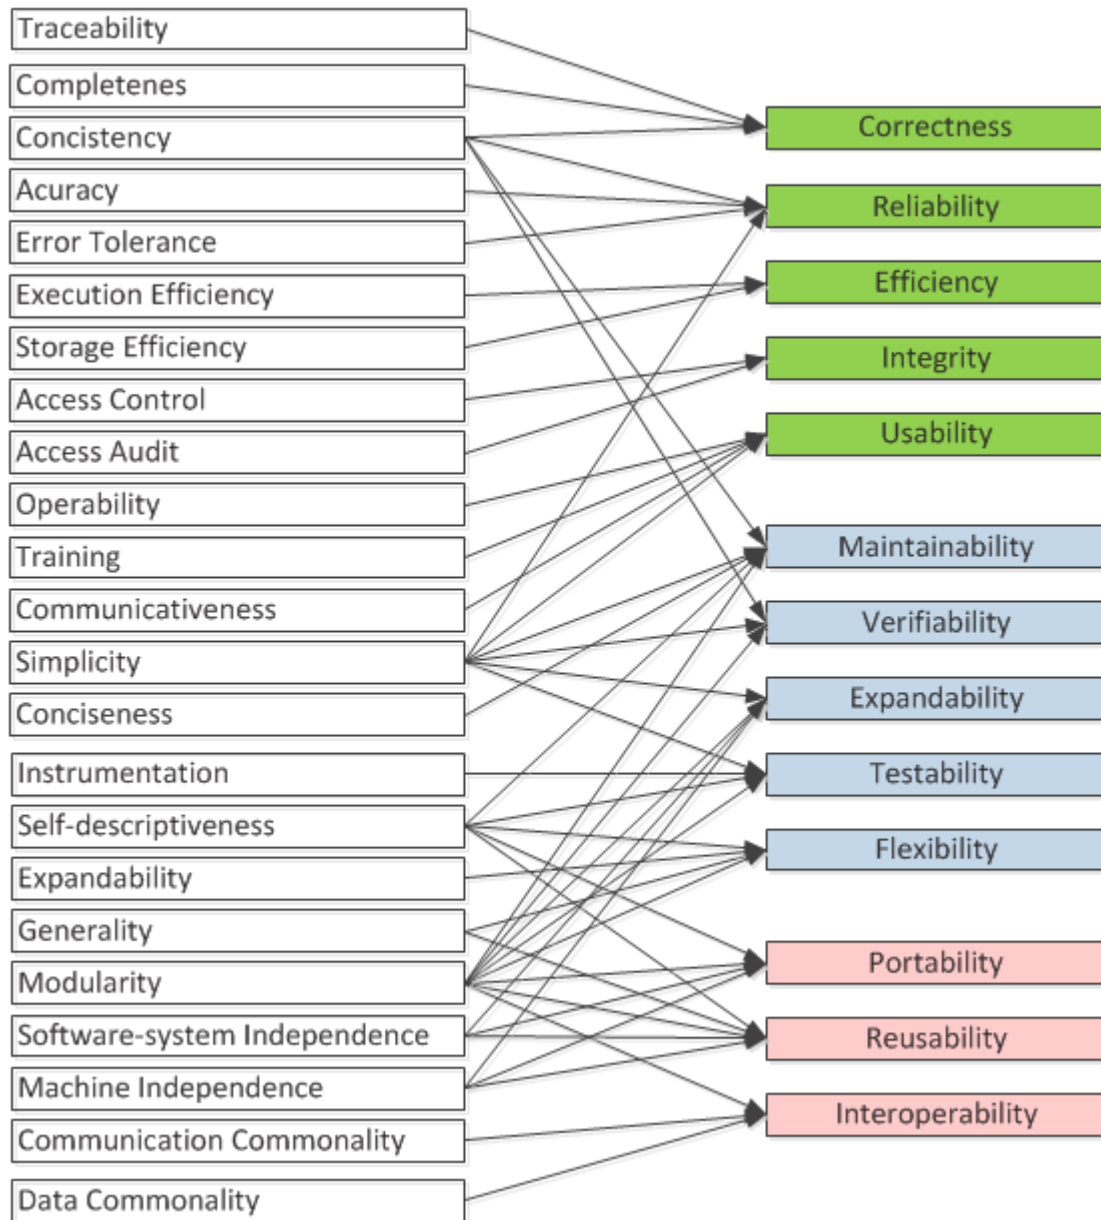 Traceability
Completenes
Concistency
Acuracy
Error Tolerance
Execution Efficiency
Storage Efficiency
Access Control
Access Audit
Operability
Training
Communicativeness
Simplicity
Conciseness
Instrumentation
Self-descriptiveness
Expandability
Generality
Modularity
Software-system Independence
Machine Independence
Communication Commonality
Data Commonality
Correctness
Reliability
Efficiency
Integrity
Usability
Maintainability
Verifiability
Expandability
Testability
Flexibility
Portability
Reusability
Interoperability